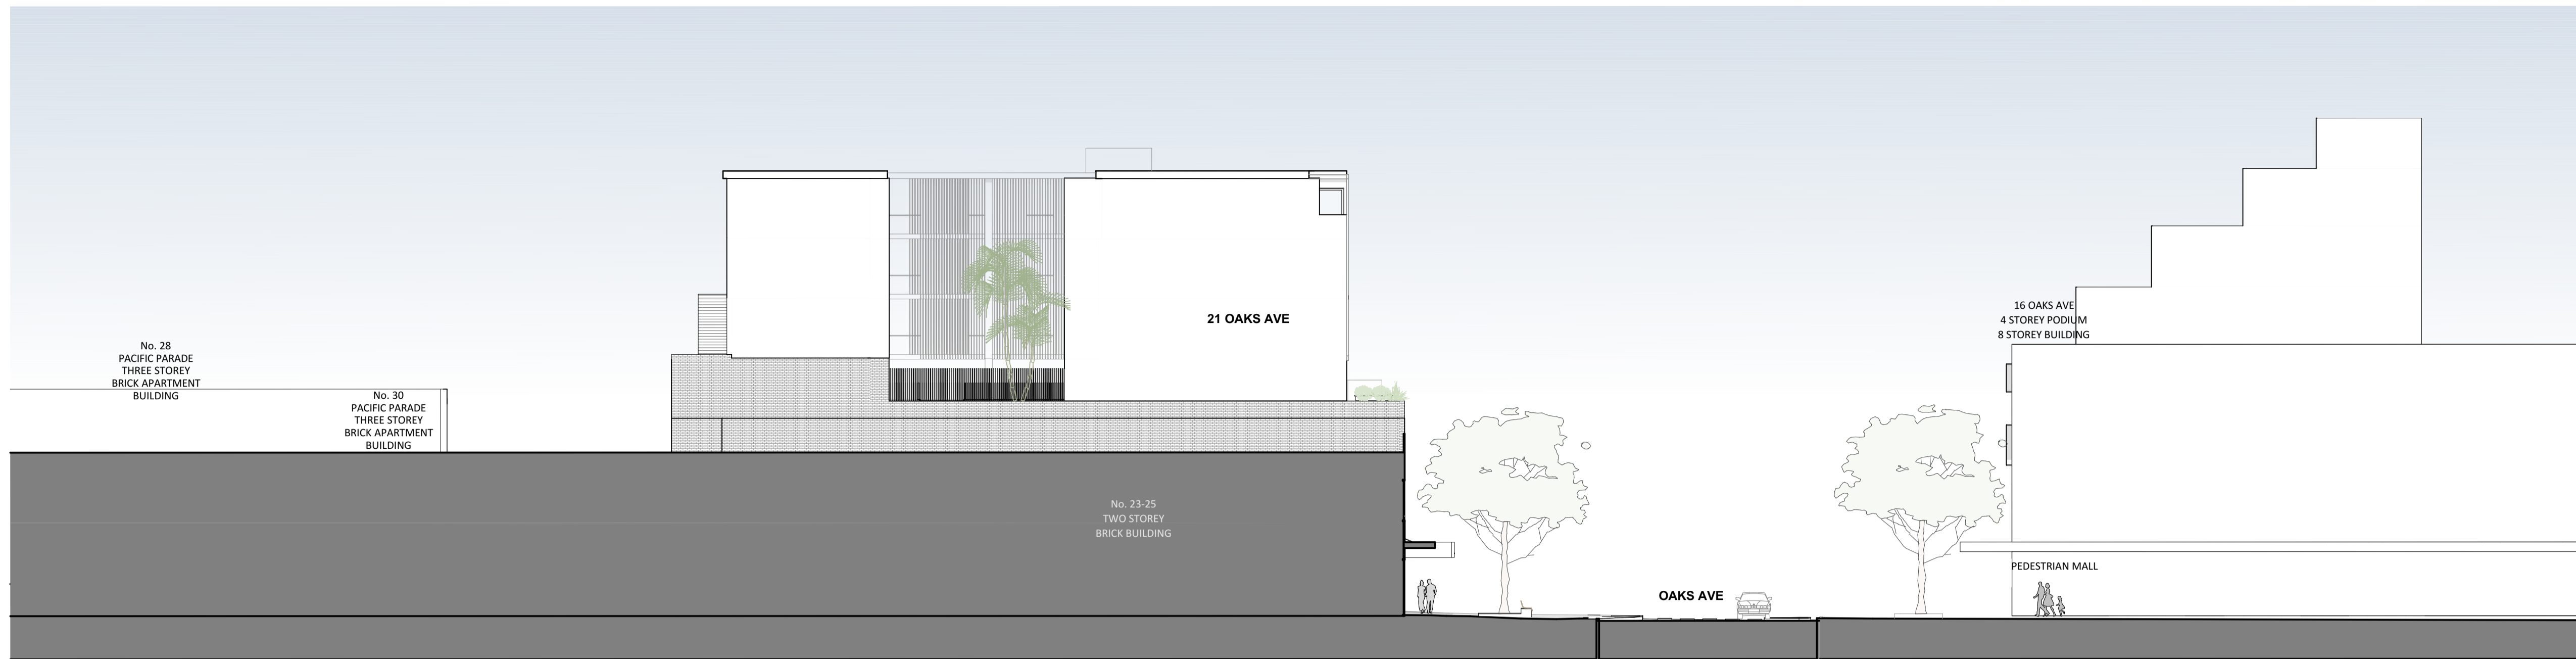 No. 28
PACIFIC PARADE
THREE STOREY
BRICK APARTMENT
BUILDING
No. 30
PACIFIC PARADE
THREE STOREY
BRICK APARTMENT
BUILDING
21 OAKS AVE
16 OAKS AVE
4 STOREY PODIUM
8 STOREY BUILDING
No. 23-25
TWO STOREY
BRICK BUILDING
OAKS AVE
PEDESTRIAN MALL